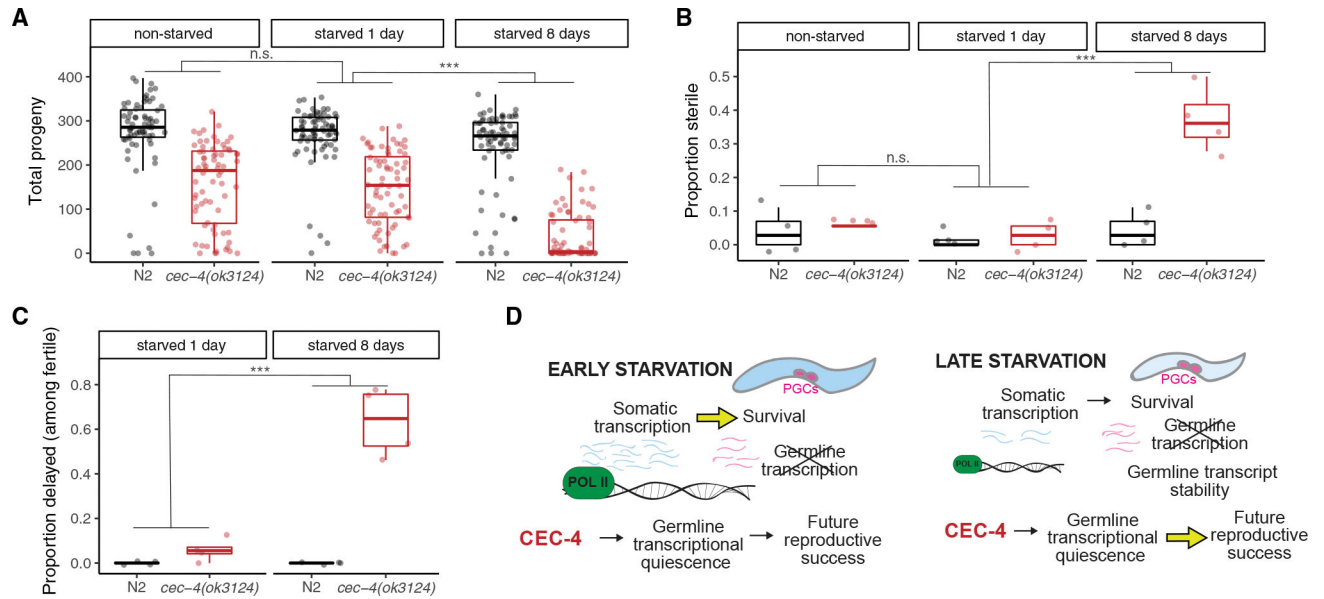 A
non-starved
starved 1 day
starved 8 days
n.s.
***
Total progeny
400
300
200
100
0
N2
cec−4(ok3124)
N2
cec−4(ok3124)
N2
cec−4(ok3124)
B
non-starved
starved 1 day
starved 8 days
***
n.s.
Proportion sterile
0.5
0.4
0.3
0.2
0.1
0.0
N2
cec−4(ok3124)
N2
cec−4(ok3124)
N2
cec−4(ok3124)
C
starved 1 day
starved 8 days
***
Proportion delayed (among fertile)
0.8
0.6
0.4
0.2
0.0
N2
cec−4(ok3124)
N2
cec−4(ok3124)
D
EARLY STARVATION
PGCs
Somatic
transcription
Survival
Germline
transcription
POL II
CEC-4
Germline
transcriptional
quiescence
Future
reproductive
success
LATE STARVATION
PGCs
Somatic
transcription
Survival
Germline
transcription
POL II
Germline transcript
stability
CEC-4
Germline
transcriptional
quiescence
Future
reproductive
success